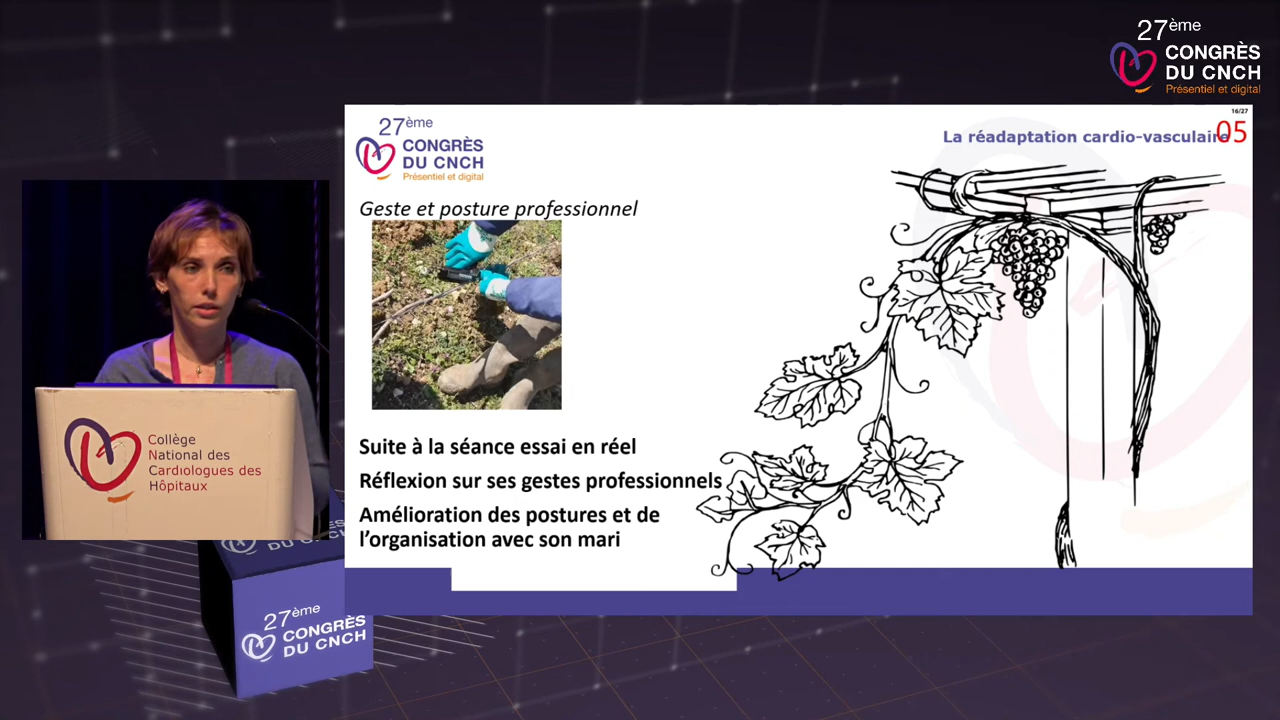 27ème
CONGRÈS
DU CNCH
Présentiel et digital
16/27
27ème
CONGRÈS
DU CNCH
Présentiel et digital
La réadaptation cardio-vasculaire
05
Geste et posture professionnel
Suite à la séance essai en réel
Réflexion sur ses gestes professionnels
Amélioration des postures et de
l’organisation avec son mari
Collège
National des
Cardiologues des
Hôpitaux
DU CNCH
27ème
CONGRÈS
DU CNCH